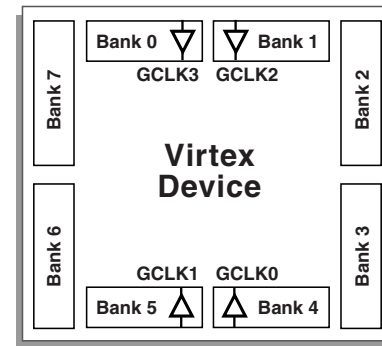 Bank 0
Bank 1
GCLK3 GCLK2
Bank 7
Bank 2
Virtex
Device
Bank 6
Bank 3
GCLK1 GCLK0
Bank 5
Bank 4